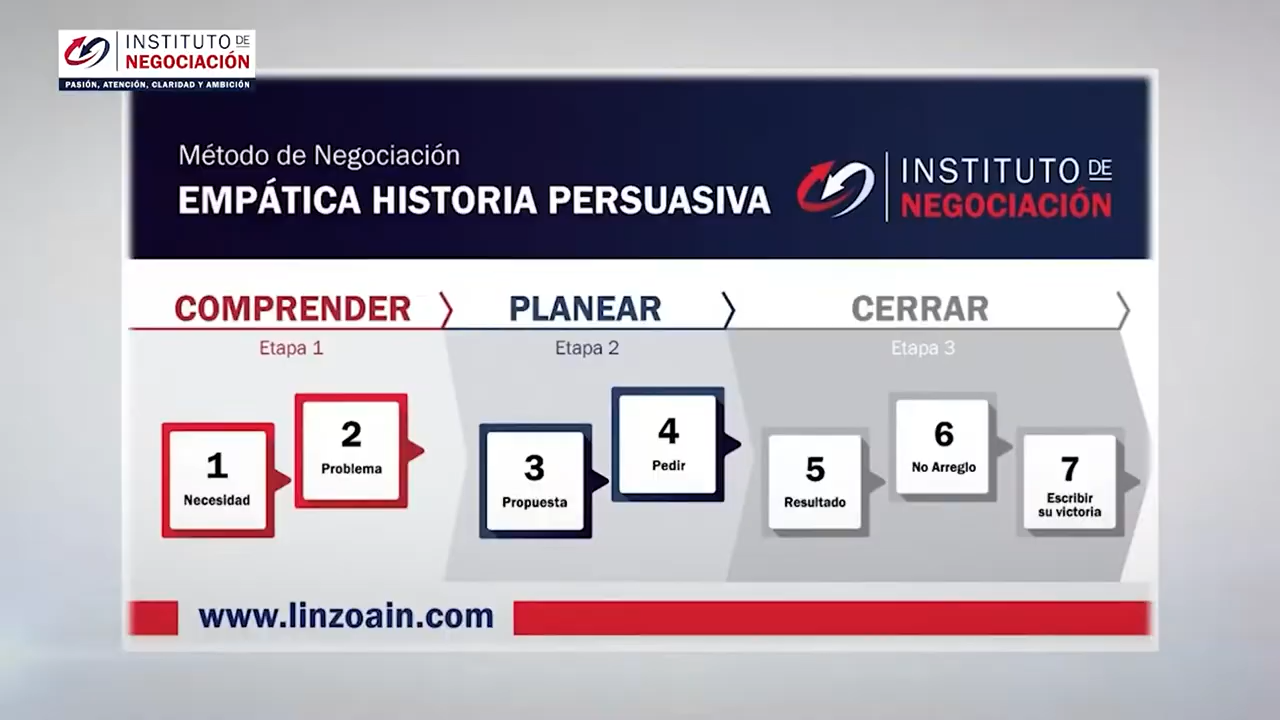 INSTITUTO DE
NEGOCIACIÓN
PASIÓN, ATENCIÓN, CLARIDAD Y AMBICIÓN
Método de Negociación
EMPÁTICA HISTORIA PERSUASIVA
INSTITUTO DE
NEGOCIACIÓN
COMPRENDER
PLANEAR
CERRAR
Etapa 1
Etapa 2
Etapa 3
1
Necesidad
2
Problema
3
Propuesta
4
Pedir
5
Resultado
6
No Arreglo
7
Escribir
su victoria
www.linzoain.com